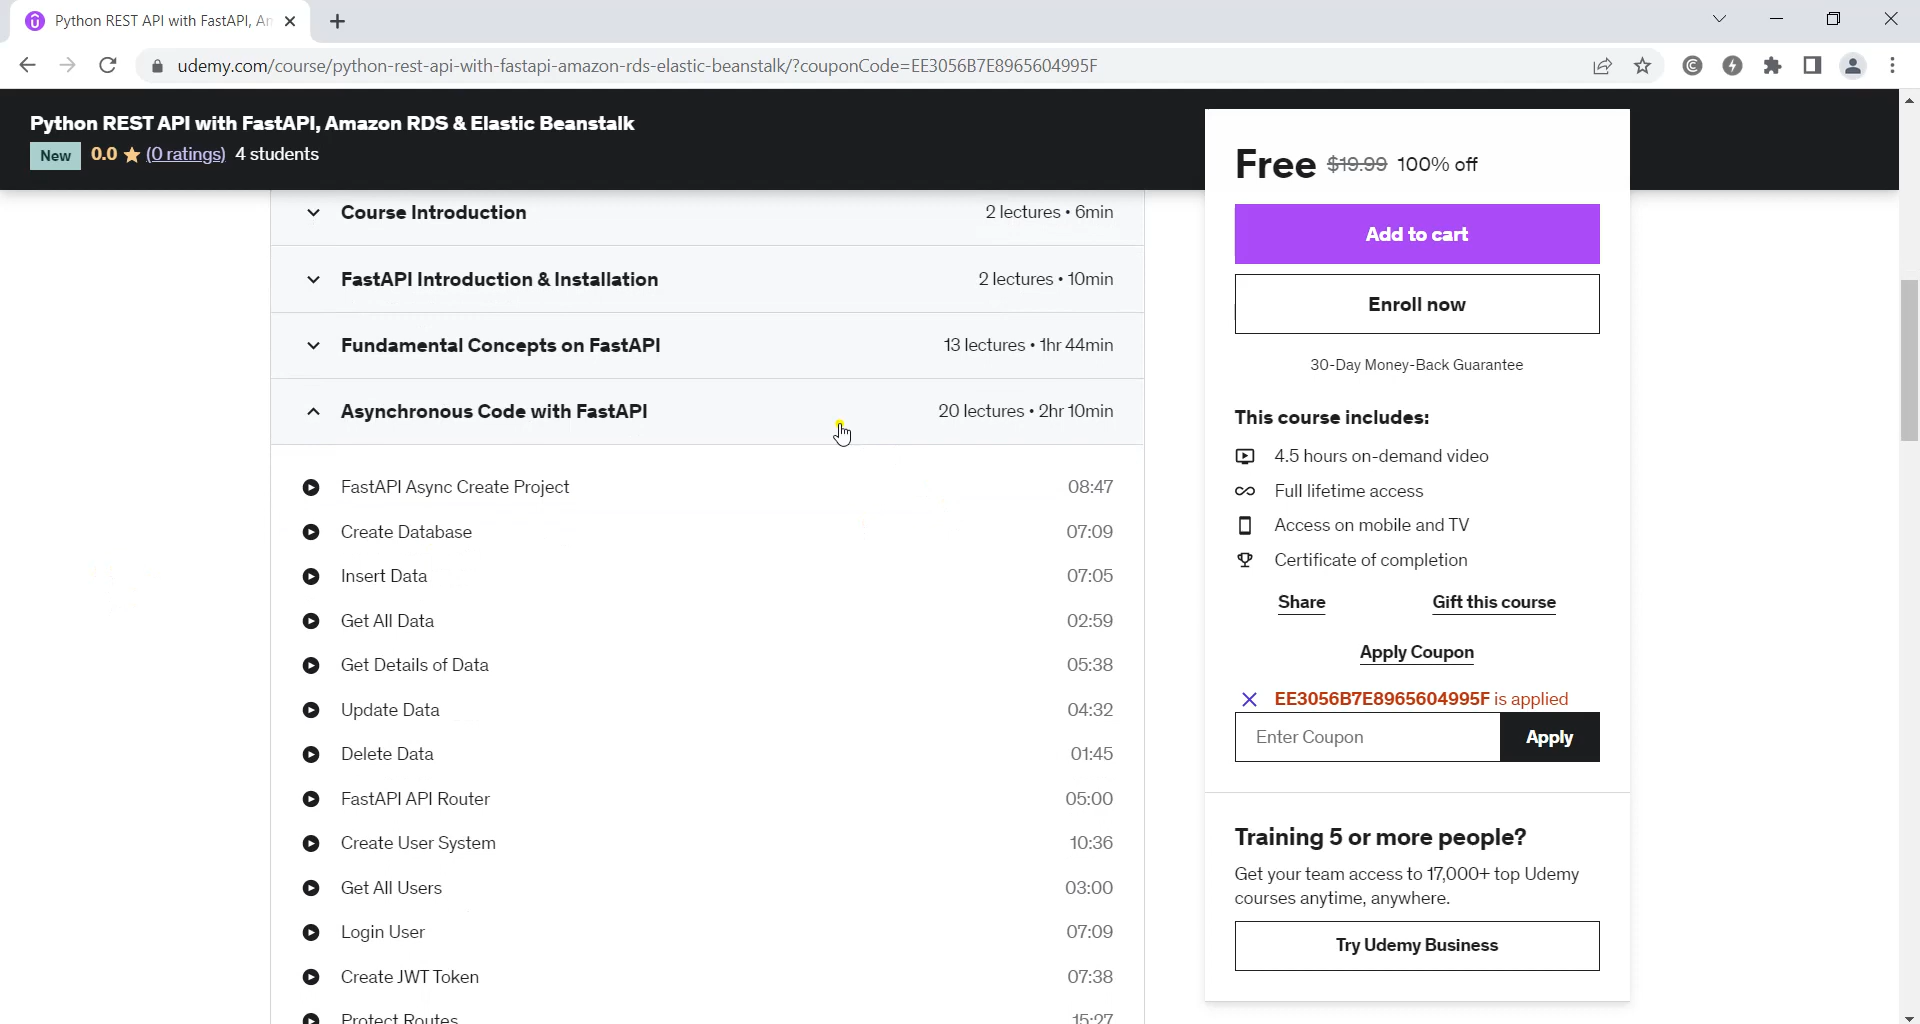 Python REST API with FastAPI, Am
udemy.com/course/python-rest-api-with-fastapi-amazon-rds-elastic-beanstalk/?couponCode=EE3056B7E8965604995F
Python REST API with FastAPI, Amazon RDS & Elastic Beanstalk
New 0.0 (0 ratings) 4 students
Course Introduction 2 lectures • 6min
FastAPI Introduction & Installation 2 lectures • 10min
Fundamental Concepts on FastAPI 13 lectures • 1hr 44min
Asynchronous Code with FastAPI 20 lectures • 2hr 10min
FastAPI Async Create Project 08:47
Create Database 07:09
Insert Data 07:05
Get All Data 02:59
Get Details of Data 05:38
Update Data 04:32
Delete Data 01:45
FastAPI API Router 05:00
Create User System 10:36
Get All Users 03:00
Login User 07:09
Create JWT Token 07:38
Protect Routes 15:27
Free $19.99 100% off
Add to cart
Enroll now
30-Day Money-Back Guarantee
This course includes:
4.5 hours on-demand video
Full lifetime access
Access on mobile and TV
Certificate of completion
Share Gift this course
Apply Coupon
EE3056B7E8965604995F is applied
Enter Coupon Apply
Training 5 or more people?
Get your team access to 17,000+ top Udemy
courses anytime, anywhere.
Try Udemy Business